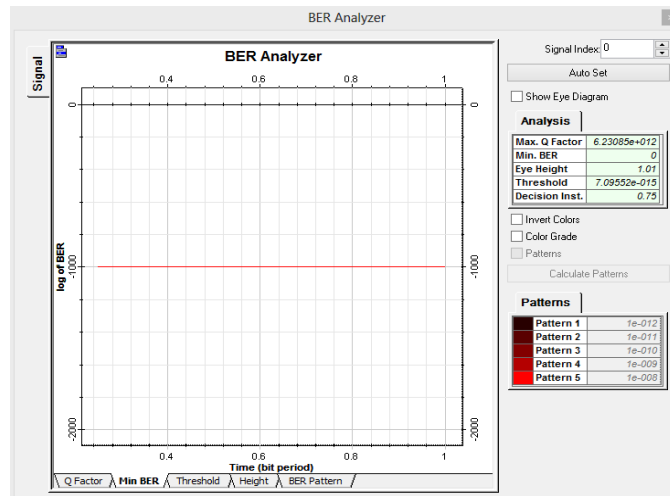 BER Analyzer
Signal
BER Analyzer
0.4 0.6 0.8 1
0 0
log of BER
-1000 -1000
-2000 -2000
0.4 0.6 0.8 1
Time (bit period)
Q Factor Min BER Threshold Height BER Pattern
Signal Index: 0
Auto Set
Show Eye Diagram
Analysis
Max. Q Factor 6.23085e+012
Min. BER 0
Eye Height 1.01
Threshold 7.09552e-015
Decision Inst. 0.75
Invert Colors
Color Grade
Patterns
Calculate Patterns
Patterns
Pattern 1 1e-012
Pattern 2 1e-011
Pattern 3 1e-010
Pattern 4 1e-009
Pattern 5 1e-008